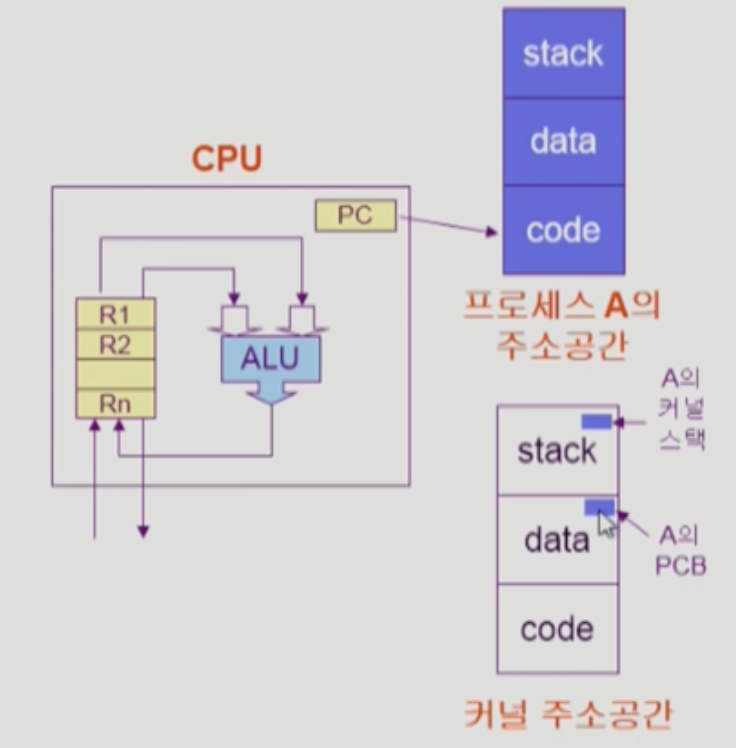 stack
data
code
프로세스 A의
주소공간
CPU
PC
R1
R2
Rn
ALU
stack
data
code
A의
커널
스택
A의
PCB
커널 주소공간